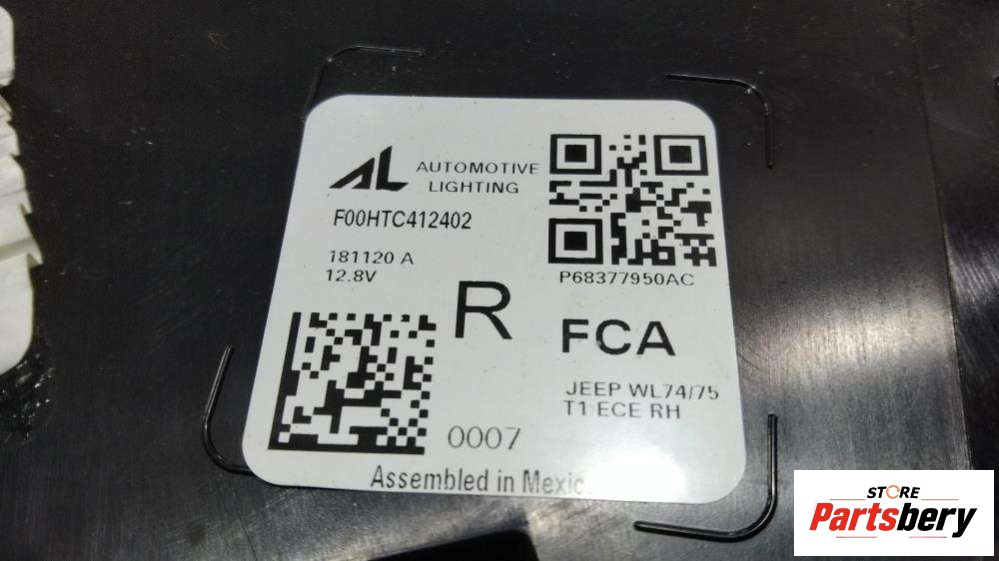 AL AUTOMOTIVE
LIGHTING
F00HTC412402
181120 A
12.8V
P68377950AC
R
FCA
JEEP WL74/75
T1 ECE RH
0007
Assembled in Mexic
STORE
Partsbery